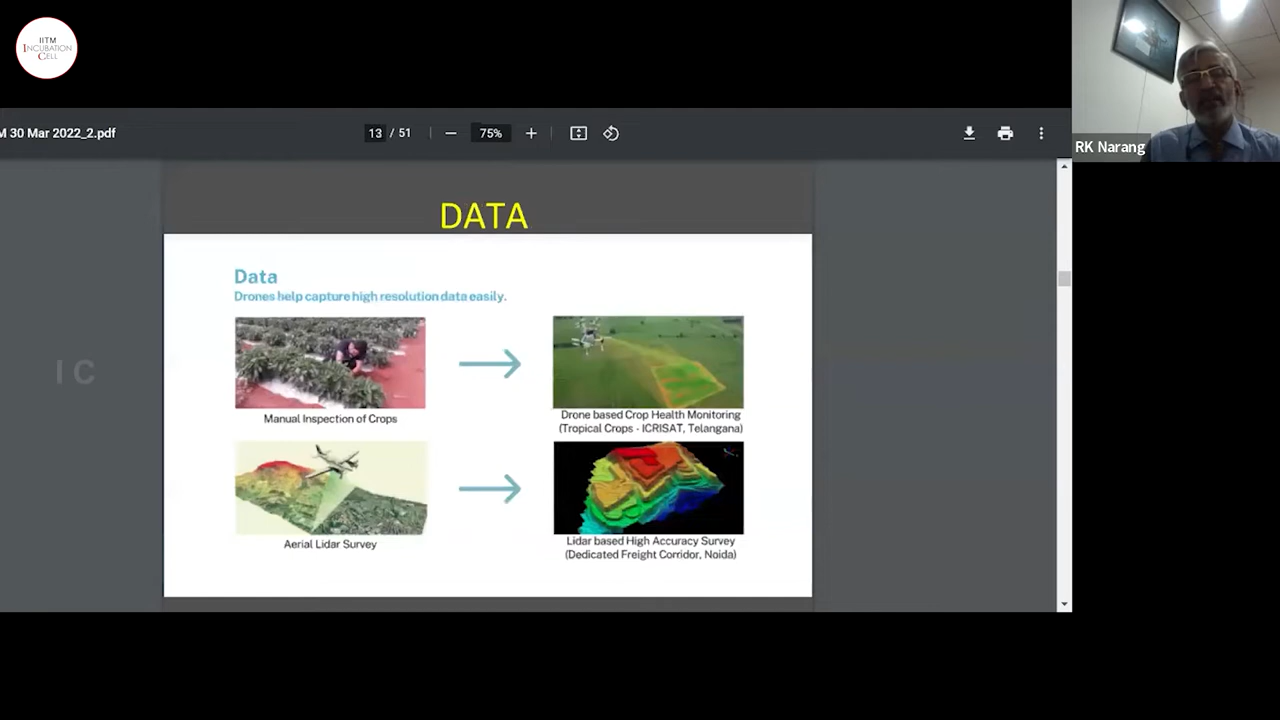 IITM
INCUBATION
CELL
M 30 Mar 2022_2.pdf
13 / 51
75%
RK Narang
DATA
Data
Drones help capture high resolution data easily.
Manual Inspection of Crops
Drone based Crop Health Monitoring
(Tropical Crops - ICRISAT, Telangana)
Aerial Lidar Survey
Lidar based High Accuracy Survey
(Dedicated Freight Corridor, Noida)
I C